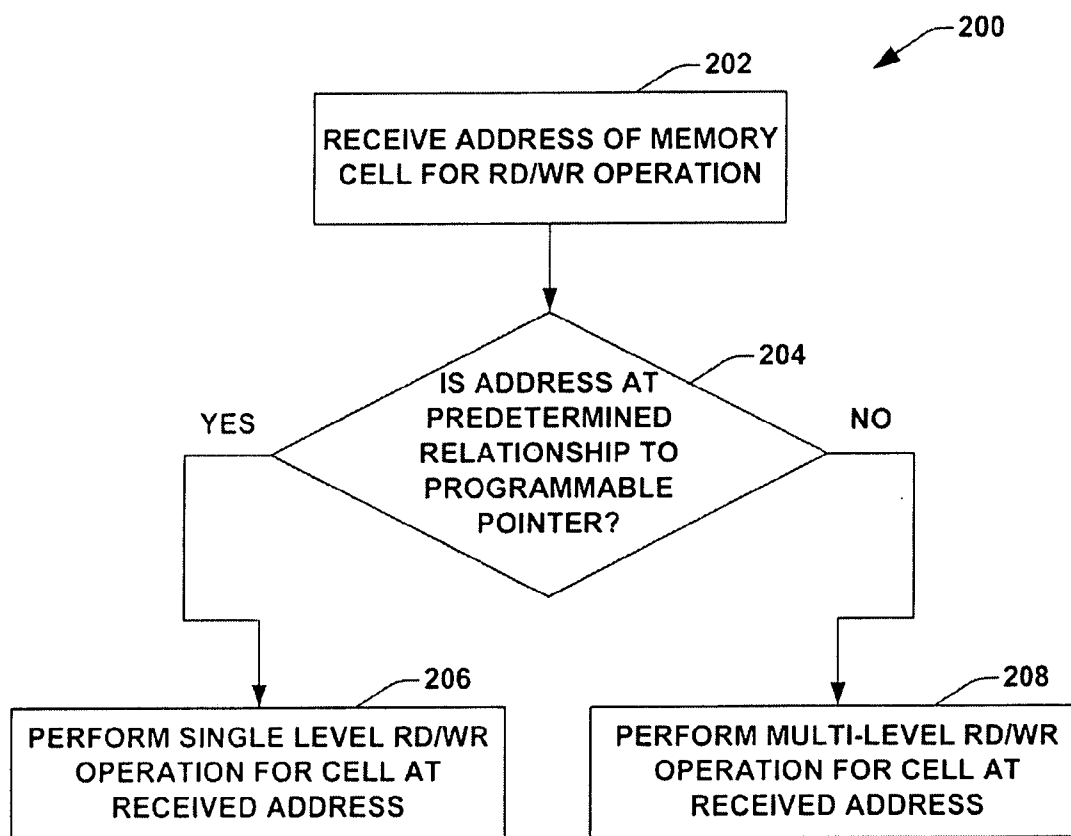 200
202
RECEIVE ADDRESS OF MEMORY
CELL FOR RD/WR OPERATION
204
IS ADDRESS AT
PREDETERMINED
RELATIONSHIP TO
PROGRAMMABLE
POINTER?
YES
NO
206
PERFORM SINGLE LEVEL RD/WR
OPERATION FOR CELL AT
RECEIVED ADDRESS
208
PERFORM MULTI-LEVEL RD/WR
OPERATION FOR CELL AT
RECEIVED ADDRESS